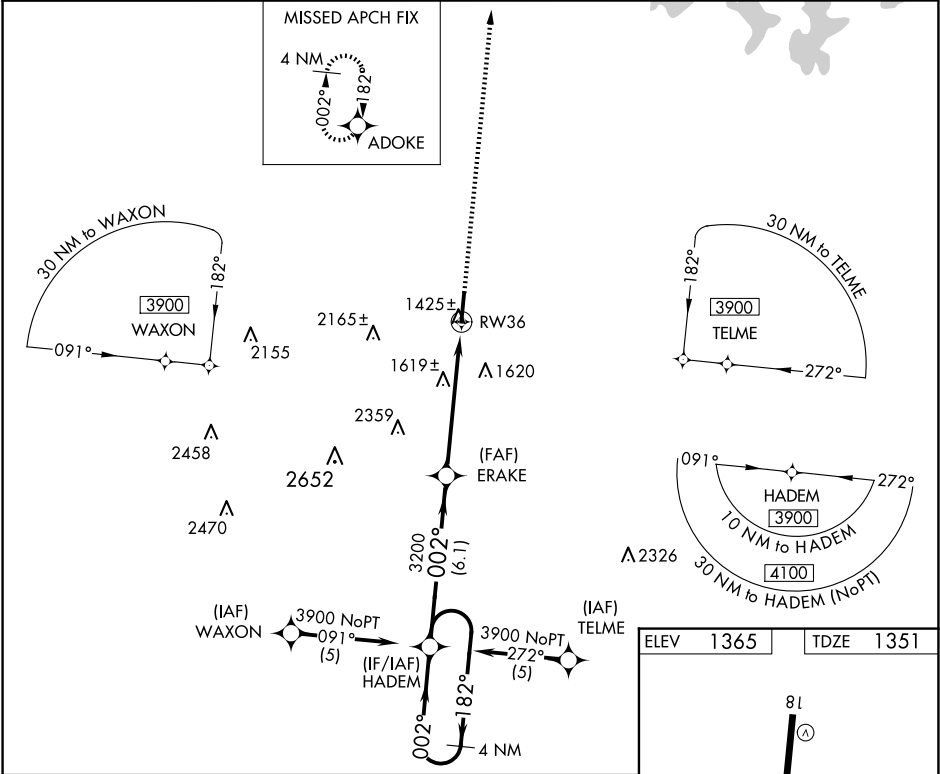 MISSED APCH FIX
4 NM
002°
182°
ADOKE
30 NM to WAXON
182°
3900
WAXON
091°
2155
2165±
1425±
RW36
1619±
1620
30 NM to TELME
182°
3900
TELME
272°
2359
2458
2652
2470
(FAF)
ERAKE
3200
002°
(6.1)
091°
272°
HADEM
3900
10 NM to HADEM
4100
30 NM to HADEM (NoPT)
2326
(IAF)
WAXON
3900 NoPT
091°
(5)
(IF/IAF)
HADEM
3900 NoPT
272°
(5)
(IAF)
TELME
002°
182°
4 NM
ELEV 1365
TDZE 1351
18